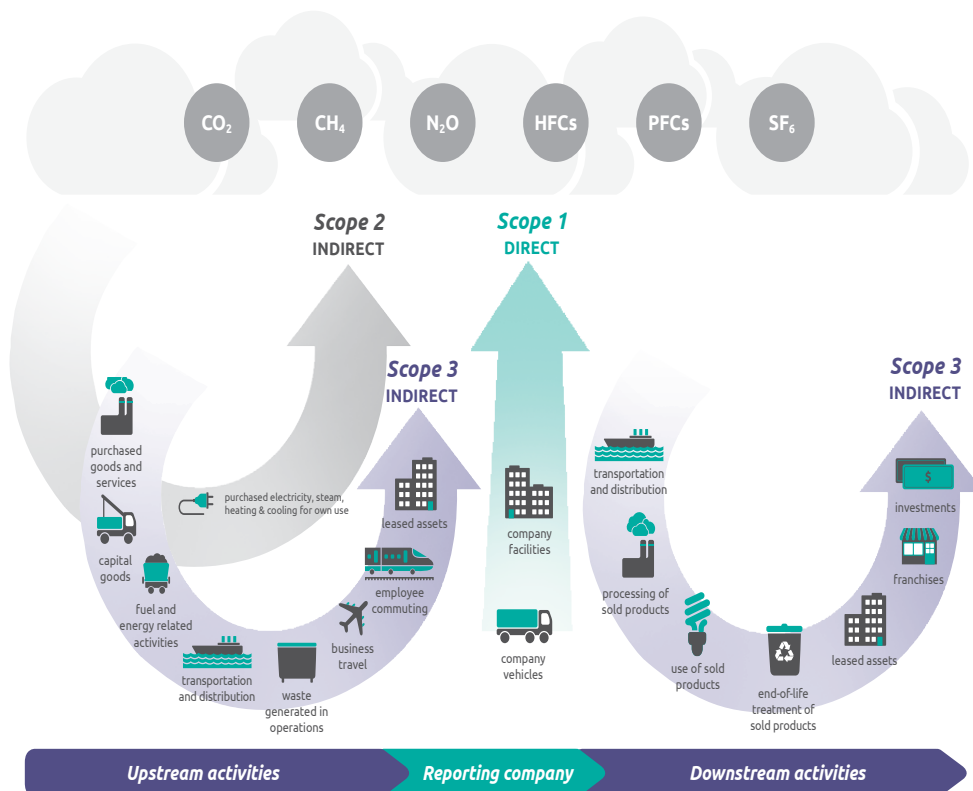 CO₂
CH₄
N₂O
HFCs
PFCs
SF₆
Scope 2
INDIRECT
Scope 1
DIRECT
Scope 3
INDIRECT
Scope 3
INDIRECT
purchased
goods and
services
capital
goods
fuel and
energy related
activities
purchased electricity, steam,
heating & cooling for own use
transportation
and distribution
waste
generated in
operations
business
travel
employee
commuting
leased assets
company
facilities
company
vehicles
transportation
and distribution
processing of
sold products
use of sold
products
end-of-life
treatment of
sold products
leased assets
franchises
$
investments
Upstream activities
Reporting company
Downstream activities